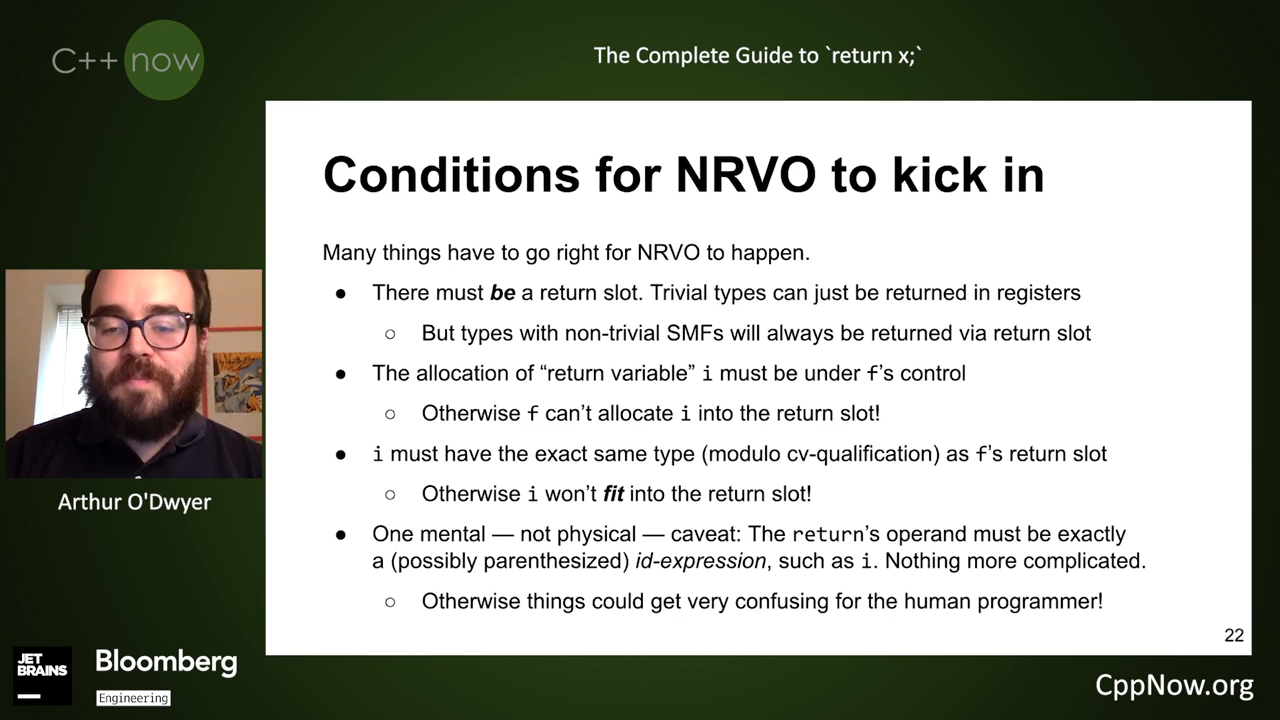 C++ now
The Complete Guide to `return x;`
Conditions for NRVO to kick in
Many things have to go right for NRVO to happen.
● There must be a return slot. Trivial types can just be returned in registers
○ But types with non-trivial SMFs will always be returned via return slot
● The allocation of “return variable” i must be under f’s control
○ Otherwise f can’t allocate i into the return slot!
● i must have the exact same type (modulo cv-qualification) as f’s return slot
○ Otherwise i won’t fit into the return slot!
● One mental — not physical — caveat: The return’s operand must be exactly
a (possibly parenthesized) id-expression, such as i. Nothing more complicated.
○ Otherwise things could get very confusing for the human programmer!
22
Arthur O'Dwyer
JET
BRAINS
Bloomberg
Engineering
CppNow.org